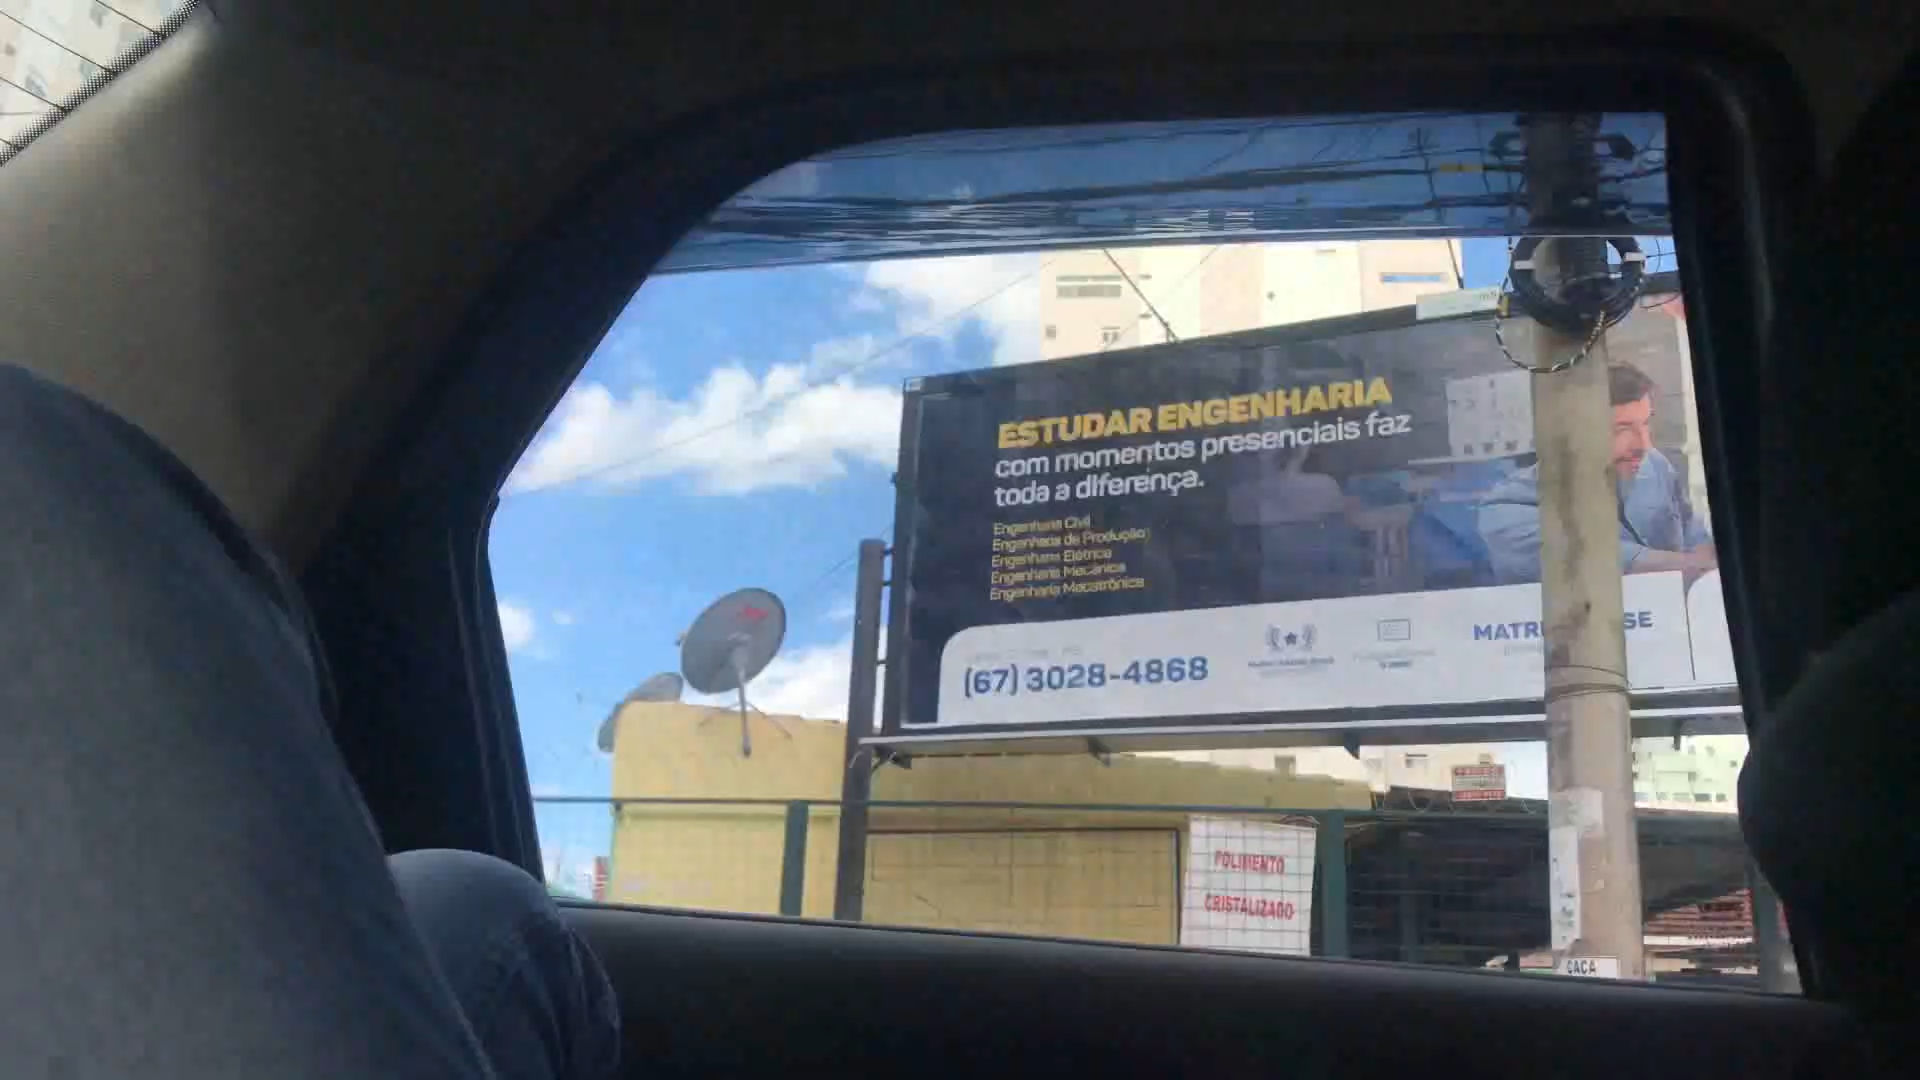 ESTUDAR ENGENHARIA
com momentos presenciais faz
toda a diferença.
Engenharia Civil
Engenharia de Produção
Engenharia Elétrica
Engenharia Mecânica
Engenharia Mecatrônica
(67) 3028-4868
POLIMENTO
CRISTALIZADO